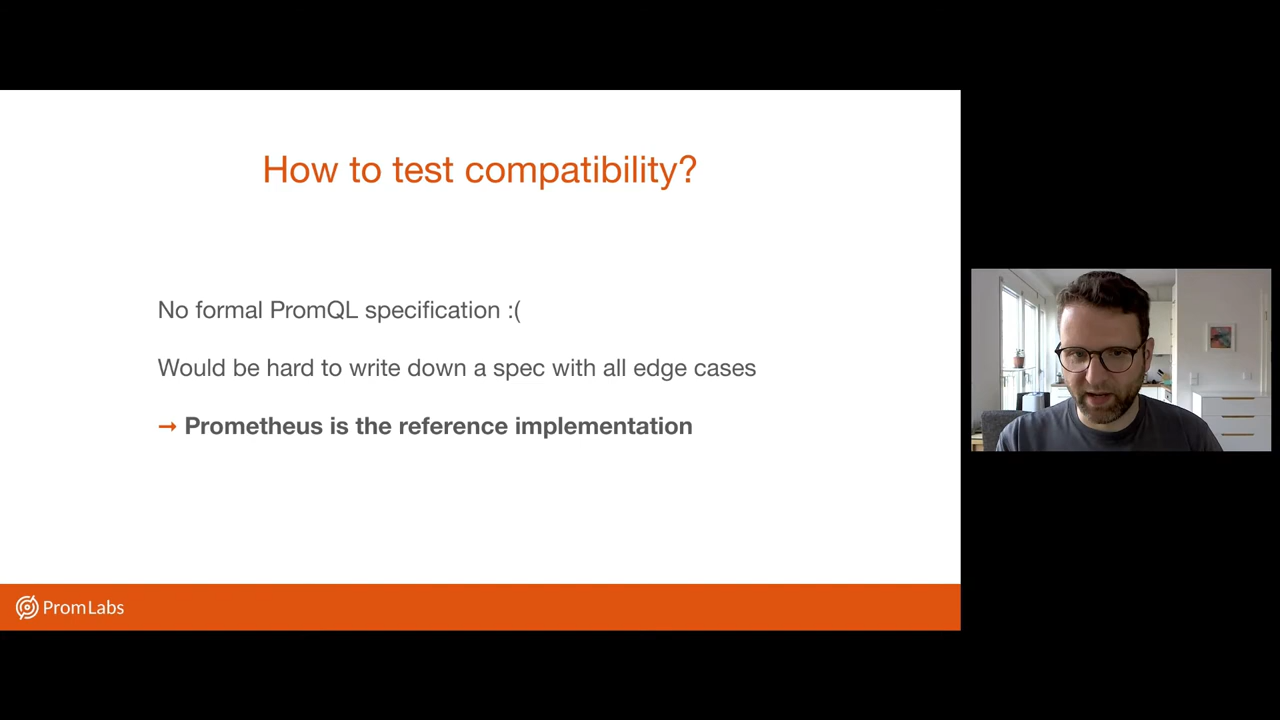 How to test compatibility?
No formal PromQL specification :(
Would be hard to write down a spec with all edge cases
→ Prometheus is the reference implementation
PromLabs